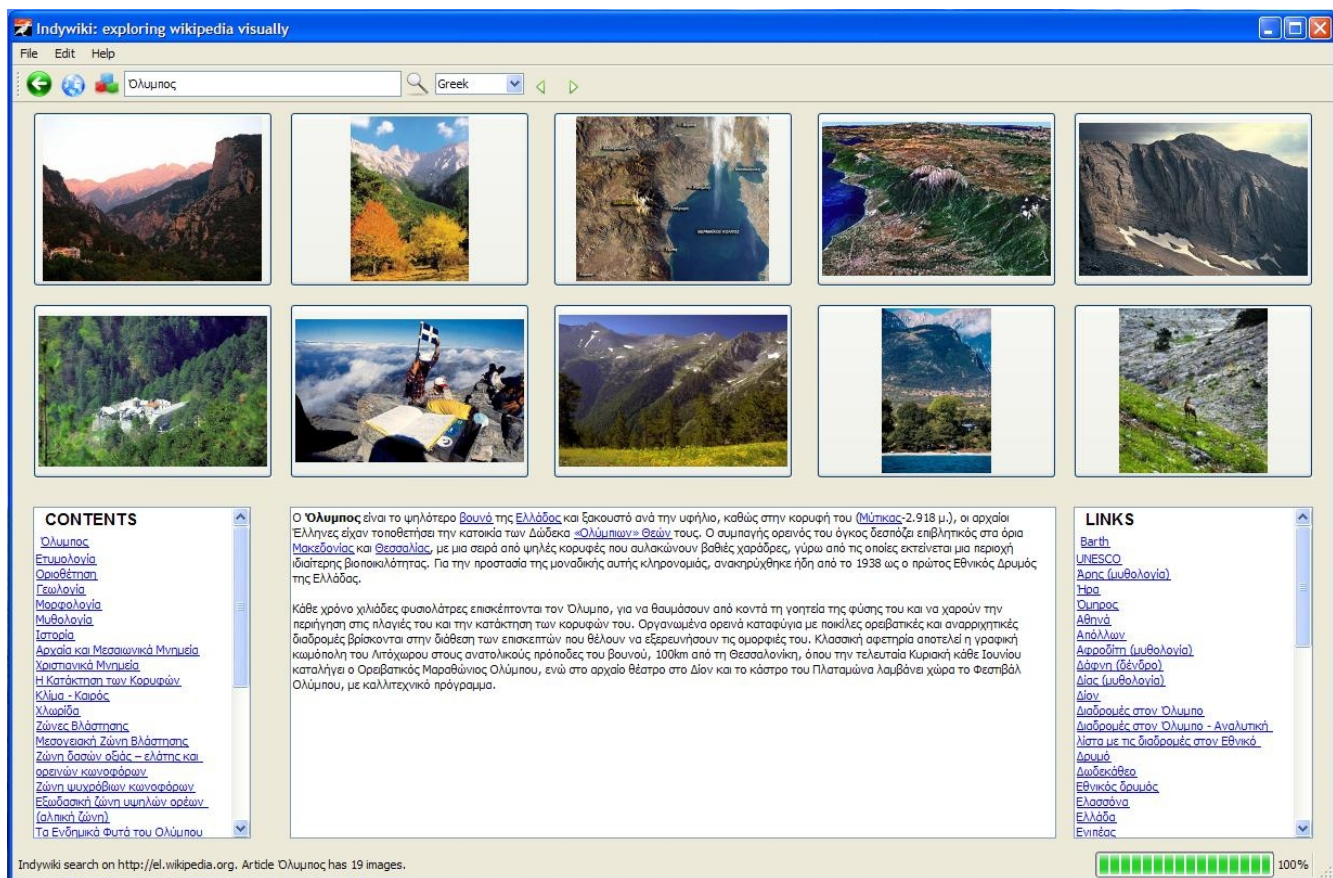 Indywiki: exploring wikipedia visually
File Edit Help
Όλυμπος
Greek
CONTENTS
Όλυμπος
Ετυμολογία
Οριοθέτηση
Γεωλογία
Μορφολογία
Μυθολογία
Ιστορία
Αρχαία και Μεσαιωνικά Μνημεία
Χριστιανικά Μνημεία
Η Κατάκτηση των Κορυφών
Κλίμα - Καιρός
Χλωρίδα
Ζώνες Βλάστησης
Μεσογειακή Ζώνη Βλάστησης
Ζώνη δασών οξιάς – ελάτης και
ορεινών κωνοφόρων
Ζώνη ψυχρόβιων κωνοφόρων
Εξωδασική ζώνη υψηλών ορέων
(αλπική ζώνη)
Τα Ενδημικά Φυτά του Ολύμπου
Ο Όλυμπος είναι το ψηλότερο βουνό της Ελλάδος και ξακουστό ανά την υφήλιο, καθώς στην κορυφή του (Μύτικας-2.918 μ.), οι αρχαίοι
Έλληνες είχαν τοποθετήσει την κατοικία των Δώδεκα «Ολύμπιων» Θεών τους. Ο συμπαγής ορεινός του όγκος δεσπόζει επιβλητικός στα όρια
Μακεδονίας και Θεσσαλίας, με μια σειρά από ψηλές κορυφές που αυλακώνουν βαθιές χαράδρες, γύρω από τις οποίες εκτείνεται μια περιοχή
ιδιαίτερης βιοποικιλότητας. Για την προστασία της μοναδικής αυτής κληρονομιάς, ανακηρύχθηκε ήδη από το 1938 ως ο πρώτος Εθνικός Δρυμός
της Ελλάδας.
Κάθε χρόνο χιλιάδες φυσιολάτρες επισκέπτονται τον Όλυμπο, για να θαυμάσουν από κοντά τη γοητεία της φύσης του και να χαρούν την
περιήγηση στις πλαγιές του και την κατάκτηση των κορυφών του. Οργανωμένα ορεινά καταφύγια με ποικίλες ορειβατικές και αναρριχητικές
διαδρομές βρίσκονται στην διάθεση των επισκεπτών που θέλουν να εξερευνήσουν τις ομορφιές του. Κλασσική αφετηρία αποτελεί η γραφική
κωμόπολη του Λιτόχωρου στους ανατολικούς πρόποδες του βουνού, 100km από τη Θεσσαλονίκη, όπου την τελευταία Κυριακή κάθε Ιουνίου
καταλήγει ο Ορειβατικός Μαραθώνιος Ολύμπου, ενώ στο αρχαίο θέατρο στο Δίον και το κάστρο του Πλαταμώνα λαμβάνει χώρα το Φεστιβάλ
Ολύμπου, με καλλιτεχνικό πρόγραμμα.
LINKS
Barth
UNESCO
Άρης (μυθολογία)
Ήρα
Όμηρος
Αθηνά
Απόλλων
Αφροδίτη (μυθολογία)
Δάφνη (δένδρο)
Δίας (μυθολογία)
Δίον
Διαδρομές στον Όλυμπο
Διαδρομές στον Όλυμπο - Αναλυτική
λίστα με τις διαδρομές στον Εθνικό
Δρυμό
Δωδεκάθεο
Εθνικός δρυμός
Ελασσόνα
Ελλάδα
Ενιπέας
Indywiki search on http://el.wikipedia.org. Article Όλυμπος has 19 images.
100%